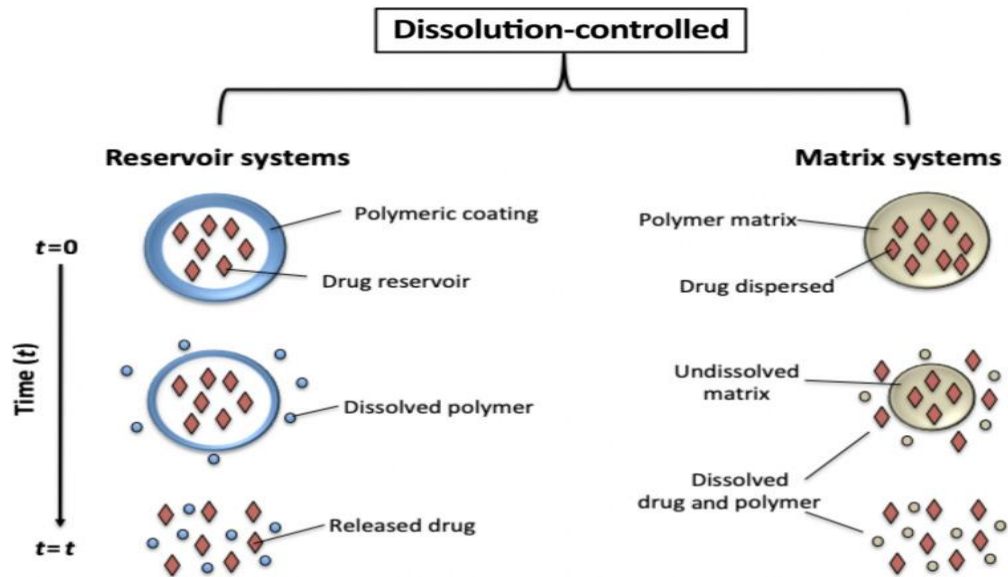 Dissolution-controlled
Reservoir systems
Matrix systems
Polymeric coating
Polymer matrix
t=0
Drug reservoir
Drug dispersed
Time (t)
Undissolved
matrix
Dissolved polymer
Dissolved
drug and polymer
Released drug
t=t